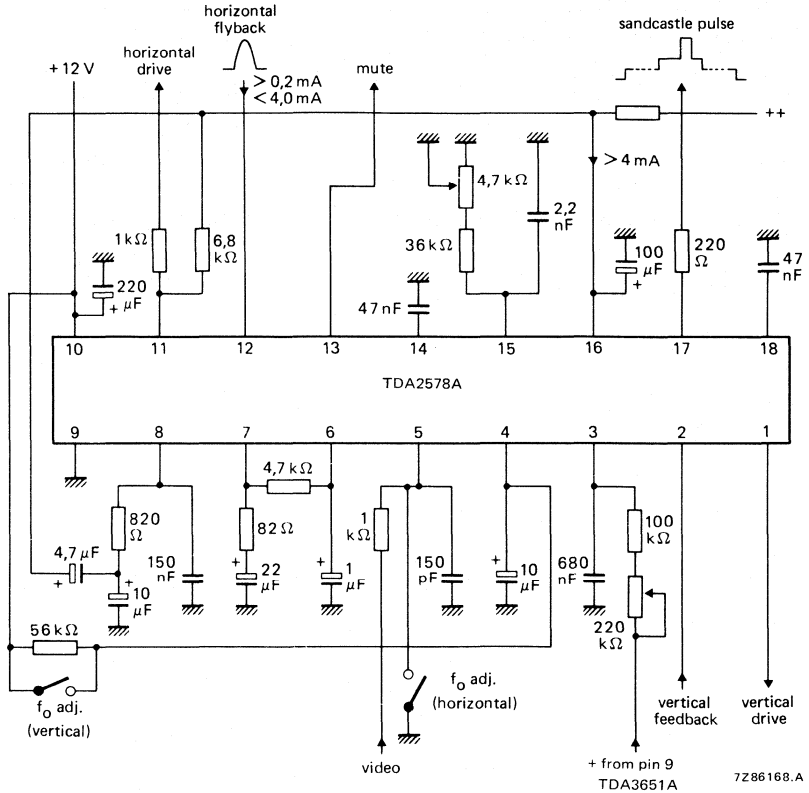 horizontal
flyback
sandcastle pulse
horizontal
drive
+ 12 V
mute
> 0,2 mA
< 4,0 mA
++
> 4 mA
4,7 kΩ
2,2
nF
1 kΩ
6,8
kΩ
36 kΩ
100
μF
+
220
Ω
47
nF
220
μF
+
47 nF
10
11
12
13
14
15
16
17
18
TDA2578A
9
8
7
6
5
4
3
2
1
4,7 kΩ
820
Ω
82 Ω
1
kΩ
100
kΩ
4,7 μF
+
+
10
μF
150
nF
+
22
μF
+
1
μF
150
pF
+
10
μF
680
nF
220
kΩ
56 kΩ
fo adj.
(vertical)
fo adj.
(horizontal)
vertical
feedback
vertical
drive
video
+ from pin 9
TDA3651A
7Z86168.A